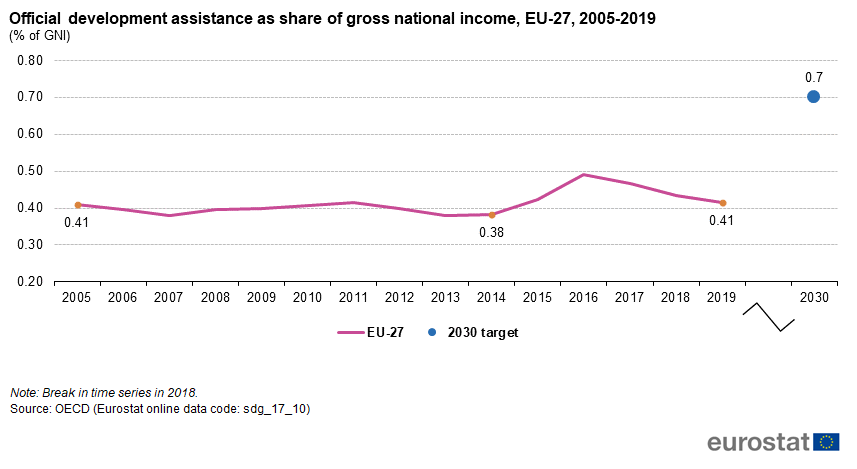 Official development assistance as share of gross national income, EU-27, 2005-2019
(% of GNI)
0.80
0.7
0.70
0.60
0.50
0.40
0.41
0.38
0.41
0.30
0.20
2005 2006 2007 2008 2009 2010 2011 2012 2013 2014 2015 2016 2017 2018 2019 2030
EU-27 2030 target
Note: Break in time series in 2018.
Source: OECD (Eurostat online data code: sdg_17_10)
eurostat